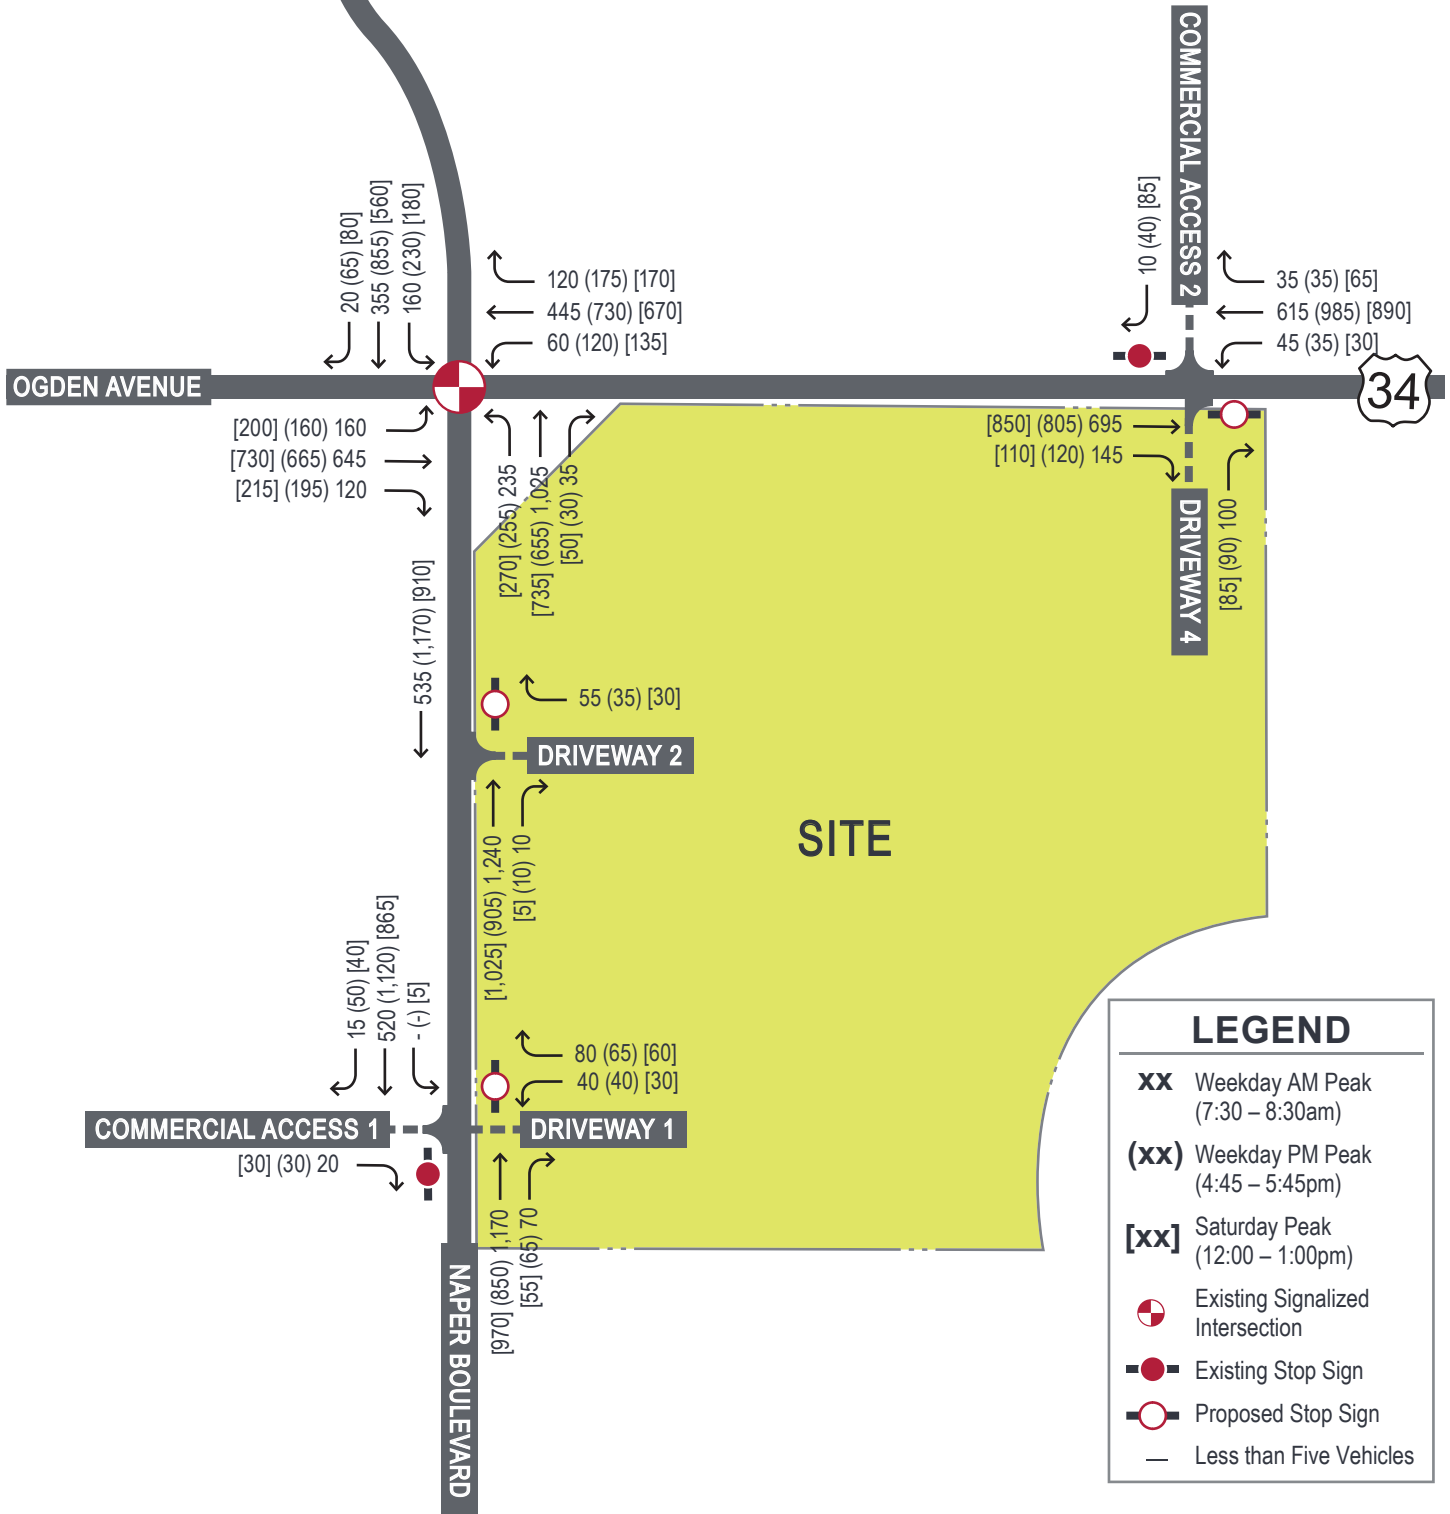 COMMERCIAL ACCESS 2
10 (40) [85]
20 (65) [80]
355 (855) [560]
160 (230) [180]
120 (175) [170]
445 (730) [670]
60 (120) [135]
35 (35) [65]
615 (985) [890]
45 (35) [30]
OGDEN AVENUE
34
[200] (160) 160
[730] (665) 645
[215] (195) 120
[270] (255) 235
[735] (655) 1,025
[50] (30) 35
[850] (805) 695
[110] (120) 145
[85] (90) 100
DRIVEWAY 4
535 (1,170) [910]
55 (35) [30]
DRIVEWAY 2
[1,025] (905) 1,240
[5] (10) 10
SITE
15 (50) [40]
520 (1,120) [865]
- (-) [5]
80 (65) [60]
40 (40) [30]
COMMERCIAL ACCESS 1
DRIVEWAY 1
[30] (30) 20
[970] (850) 1,170
[55] (65) 70
NAPER BOULEVARD
LEGEND
xx Weekday AM Peak
(7:30 – 8:30am)
(xx) Weekday PM Peak
(4:45 – 5:45pm)
[xx] Saturday Peak
(12:00 – 1:00pm)
Existing Signalized
Intersection
Existing Stop Sign
Proposed Stop Sign
— Less than Five Vehicles